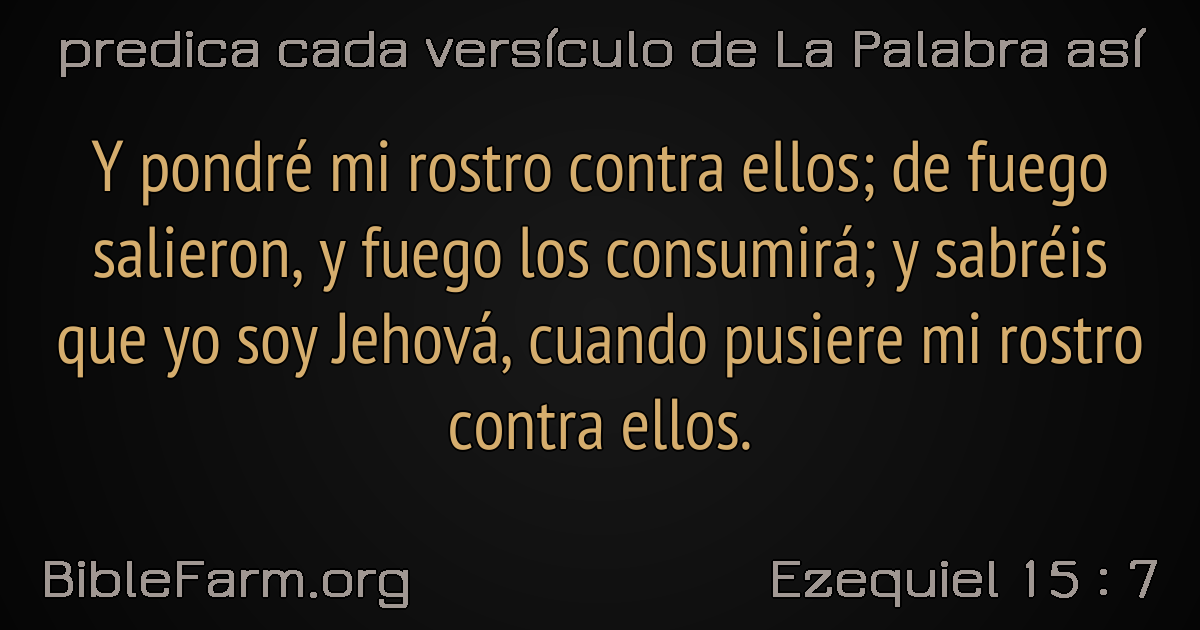 predica cada versículo de La Palabra así
Y pondré mi rostro contra ellos; de fuego
salieron, y fuego los consumirá; y sabréis
que yo soy Jehová, cuando pusiere mi rostro
contra ellos.
BibleFarm.org
Ezequiel 15 : 7